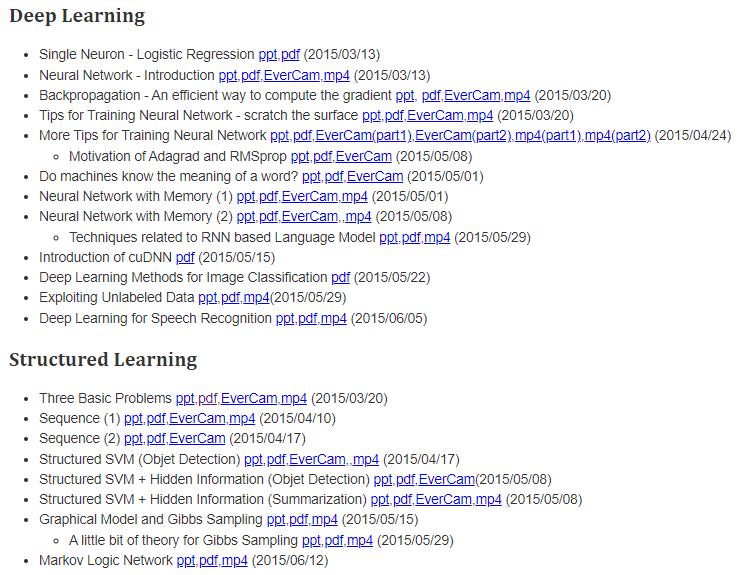 Deep Learning
• Single Neuron - Logistic Regression ppt,pdf (2015/03/13)
• Neural Network - Introduction ppt,pdf,EverCam,mp4 (2015/03/13)
• Backpropagation - An efficient way to compute the gradient ppt, pdf,EverCam,mp4 (2015/03/20)
• Tips for Training Neural Network - scratch the surface ppt,pdf,EverCam,mp4 (2015/03/20)
• More Tips for Training Neural Network ppt,pdf,EverCam(part1),EverCam(part2),mp4(part1),mp4(part2) (2015/04/24)
◦ Motivation of Adagrad and RMSprop ppt,pdf,EverCam (2015/05/08)
• Do machines know the meaning of a word? ppt,pdf,EverCam (2015/05/01)
• Neural Network with Memory (1) ppt,pdf,EverCam,mp4 (2015/05/01)
• Neural Network with Memory (2) ppt,pdf,EverCam,,mp4 (2015/05/08)
◦ Techniques related to RNN based Language Model ppt,pdf,mp4 (2015/05/29)
• Introduction of cuDNN pdf (2015/05/15)
• Deep Learning Methods for Image Classification pdf (2015/05/22)
• Exploiting Unlabeled Data ppt,pdf,mp4(2015/05/29)
• Deep Learning for Speech Recognition ppt,pdf,mp4 (2015/06/05)
Structured Learning
• Three Basic Problems ppt,pdf,EverCam,mp4 (2015/03/20)
• Sequence (1) ppt,pdf,EverCam,mp4 (2015/04/10)
• Sequence (2) ppt,pdf,EverCam (2015/04/17)
• Structured SVM (Objet Detection) ppt,pdf,EverCam,,mp4 (2015/04/17)
• Structured SVM + Hidden Information (Objet Detection) ppt,pdf,EverCam(2015/05/08)
• Structured SVM + Hidden Information (Summarization) ppt,pdf,EverCam,mp4 (2015/05/08)
• Graphical Model and Gibbs Sampling ppt,pdf,mp4 (2015/05/15)
◦ A little bit of theory for Gibbs Sampling ppt,pdf,mp4 (2015/05/29)
• Markov Logic Network ppt,pdf,mp4 (2015/06/12)